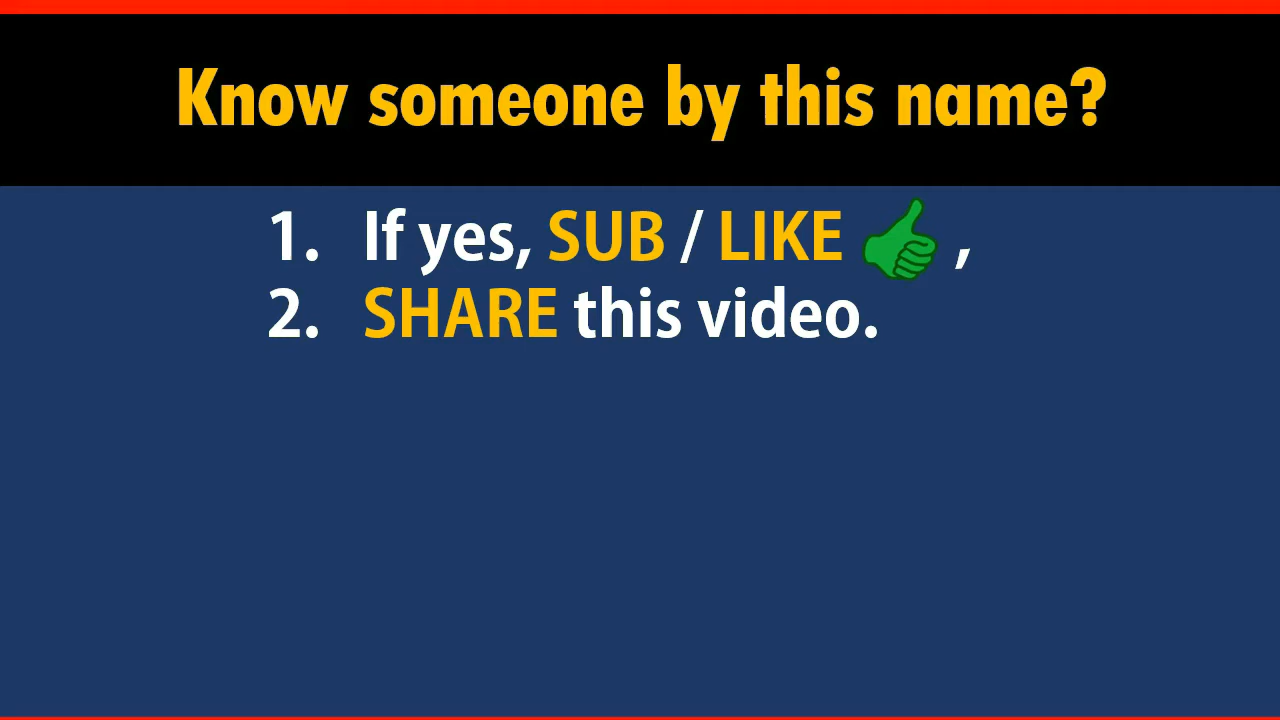 Know someone by this name?
1. If yes, SUB / LIKE ,
2. SHARE this video.